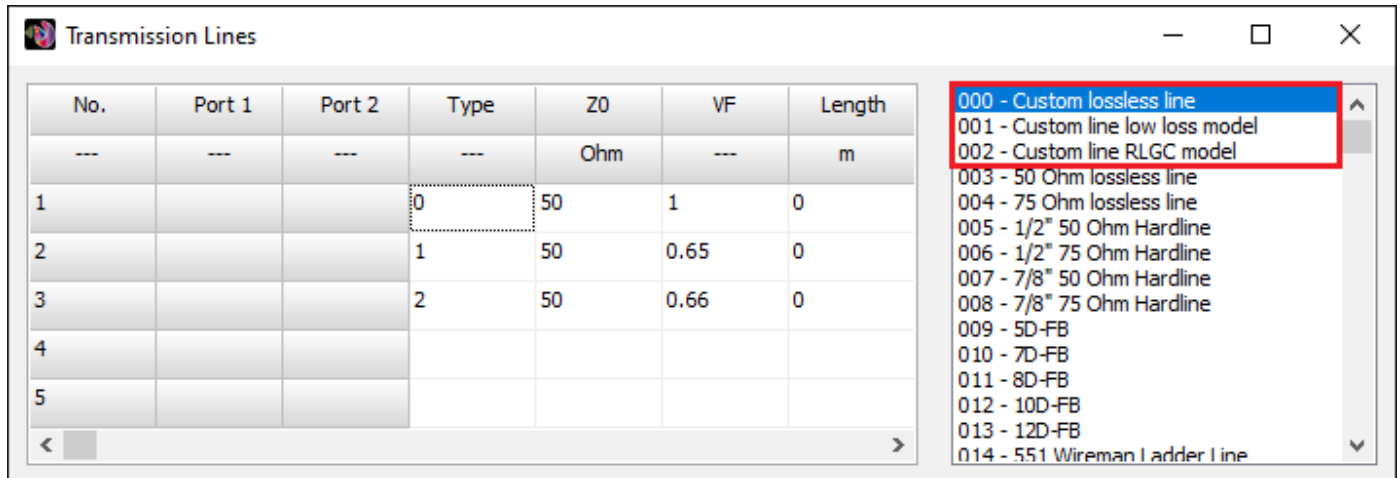 Transmission Lines
No. Port 1 Port 2 Type Z0 VF Length
--- --- --- --- Ohm --- m
1 0 50 1 0
2 1 50 0.65 0
3 2 50 0.66 0
4
5
000 - Custom lossless line
001 - Custom line low loss model
002 - Custom line RLGC model
003 - 50 Ohm lossless line
004 - 75 Ohm lossless line
005 - 1/2" 50 Ohm Hardline
006 - 1/2" 75 Ohm Hardline
007 - 7/8" 50 Ohm Hardline
008 - 7/8" 75 Ohm Hardline
009 - 5D-FB
010 - 7D-FB
011 - 8D-FB
012 - 10D-FB
013 - 12D-FB
014 - 551 Wireman Ladder Line